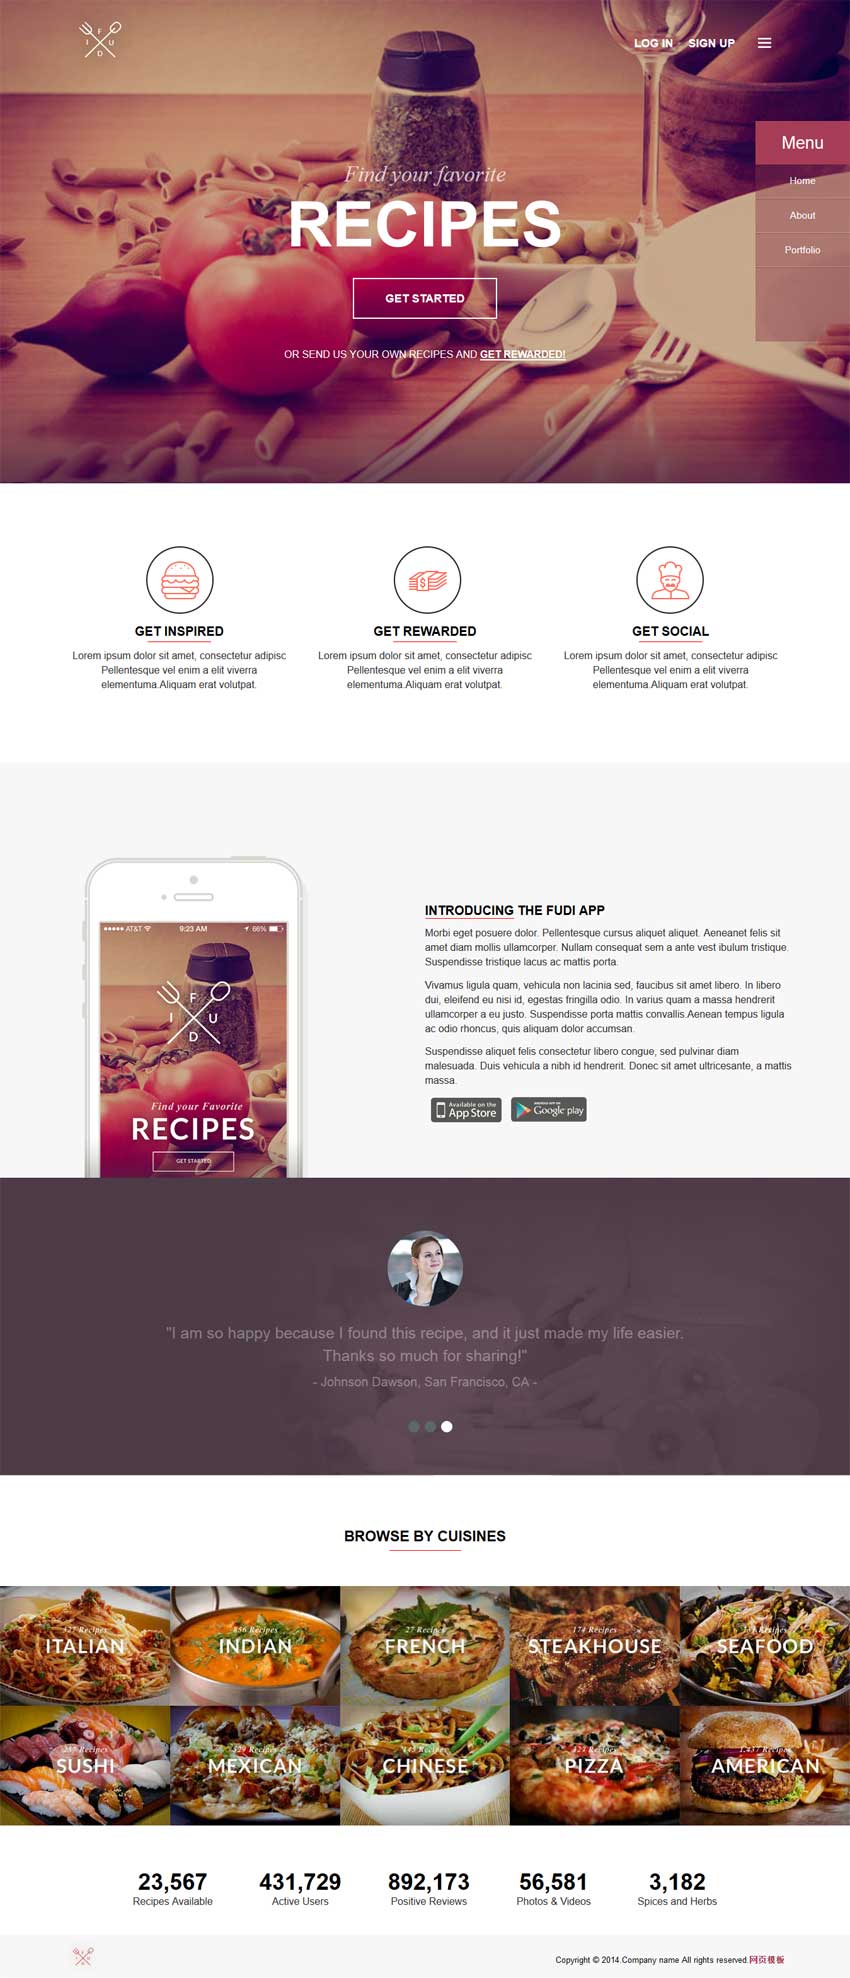 F
I U
D
LOG IN SIGN UP
Menu
Home
About
Portfolio
Find your favorite
RECIPES
GET STARTED
OR SEND US YOUR OWN RECIPES AND GET REWARDED!
GET INSPIRED
Lorem ipsum dolor sit amet, consectetur adipisc
Pellentesque vel enim a elit viverra
elementuma.Aliquam erat volutpat.
GET REWARDED
Lorem ipsum dolor sit amet, consectetur adipisc
Pellentesque vel enim a elit viverra
elementuma.Aliquam erat volutpat.
GET SOCIAL
Lorem ipsum dolor sit amet, consectetur adipisc
Pellentesque vel enim a elit viverra
elementuma.Aliquam erat volutpat.
AT&T 9:23 AM 66%
F
I U
D
Find your Favorite
RECIPES
GET STARTED
INTRODUCING THE FUDI APP
Morbi eget posuere dolor. Pellentesque cursus aliquet aliquet. Aeneanet felis sit
amet diam mollis ullamcorper. Nullam consequat sem a ante vest ibulum tristique.
Suspendisse tristique lacus ac mattis porta.
Vivamus ligula quam, vehicula non lacinia sed, faucibus sit amet libero. In libero
dui, eleifend eu nisi id, egestas fringilla odio. In varius quam a massa hendrerit
ullamcorper a eu justo. Suspendisse porta mattis convallis.Aenean tempus ligula
ac odio rhoncus, quis aliquam dolor accumsan.
Suspendisse aliquet felis consectetur libero congue, sed pulvinar diam
malesuada. Duis vehicula a nibh id hendrerit. Donec sit amet ultricesante, a mattis
massa.
Available on the
App Store
ANDROID APP ON
Google play
"I am so happy because I found this recipe, and it just made my life easier.
Thanks so much for sharing!"
- Johnson Dawson, San Francisco, CA -
BROWSE BY CUISINES
Recipes
ITALIAN
Recipes
INDIAN
27 Recipes
FRENCH
174 Recipes
STEAKHOUSE
Recipes
SEAFOOD
Recipes
SUSHI
Recipes
MEXICAN
Recipes
CHINESE
Recipes
PIZZA
Recipes
AMERICAN
23,567
Recipes Available
431,729
Active Users
892,173
Positive Reviews
56,581
Photos & Videos
3,182
Spices and Herbs
Copyright © 2014.Company name All rights reserved.网页模板